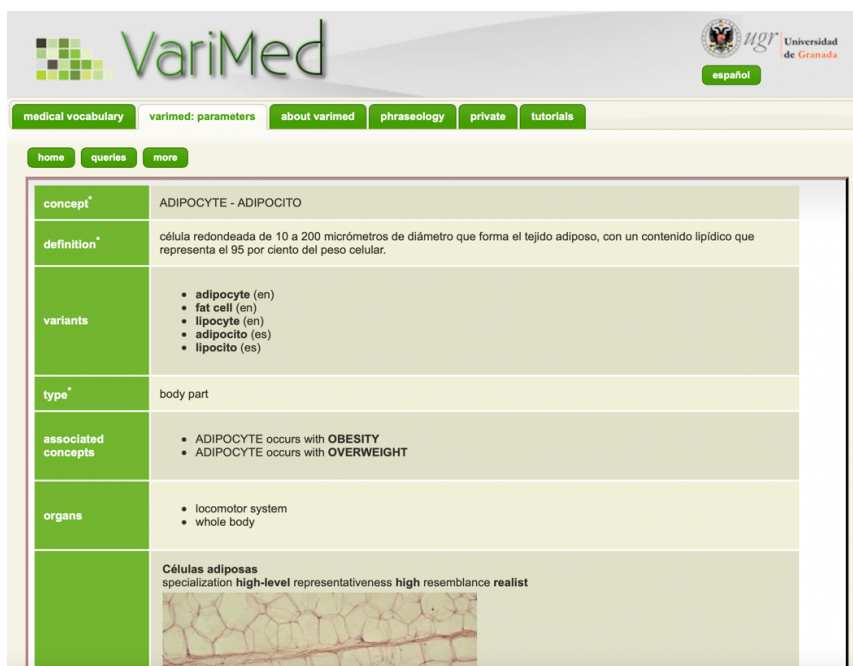 VariMed
ugr Universidad
de Granada
español
medical vocabulary varimed: parameters about varimed phraseology private tutorials
home queries more
concept* ADIPOCYTE - ADIPOCITO
definition* célula redondeada de 10 a 200 micrómetros de diámetro que forma el tejido adiposo, con un contenido lipídico que
representa el 95 por ciento del peso celular.
variants
• adipocyte (en)
• fat cell (en)
• lipocyte (en)
• adipocito (es)
• lipocito (es)
type* body part
associated
concepts
• ADIPOCYTE occurs with OBESITY
• ADIPOCYTE occurs with OVERWEIGHT
organs
• locomotor system
• whole body
Células adiposas
specialization high-level representativeness high resemblance realist